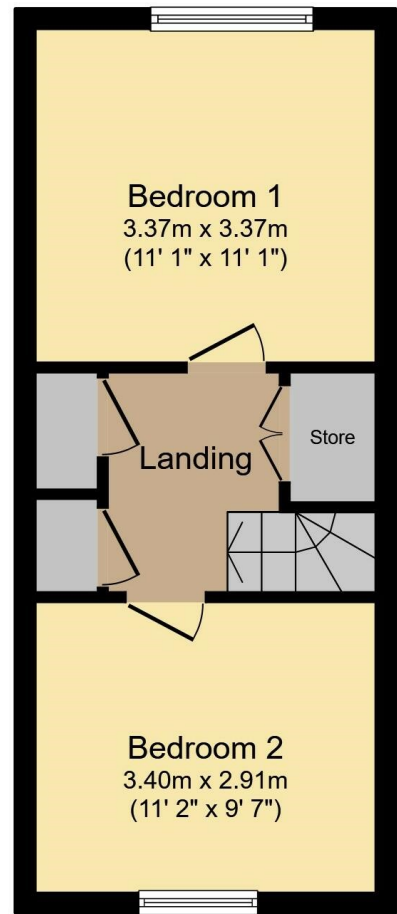 Bedroom 1
3.37m x 3.37m
(11' 1" x 11' 1")
Landing
Store
Bedroom 2
3.40m x 2.91m
(11' 2" x 9' 7")